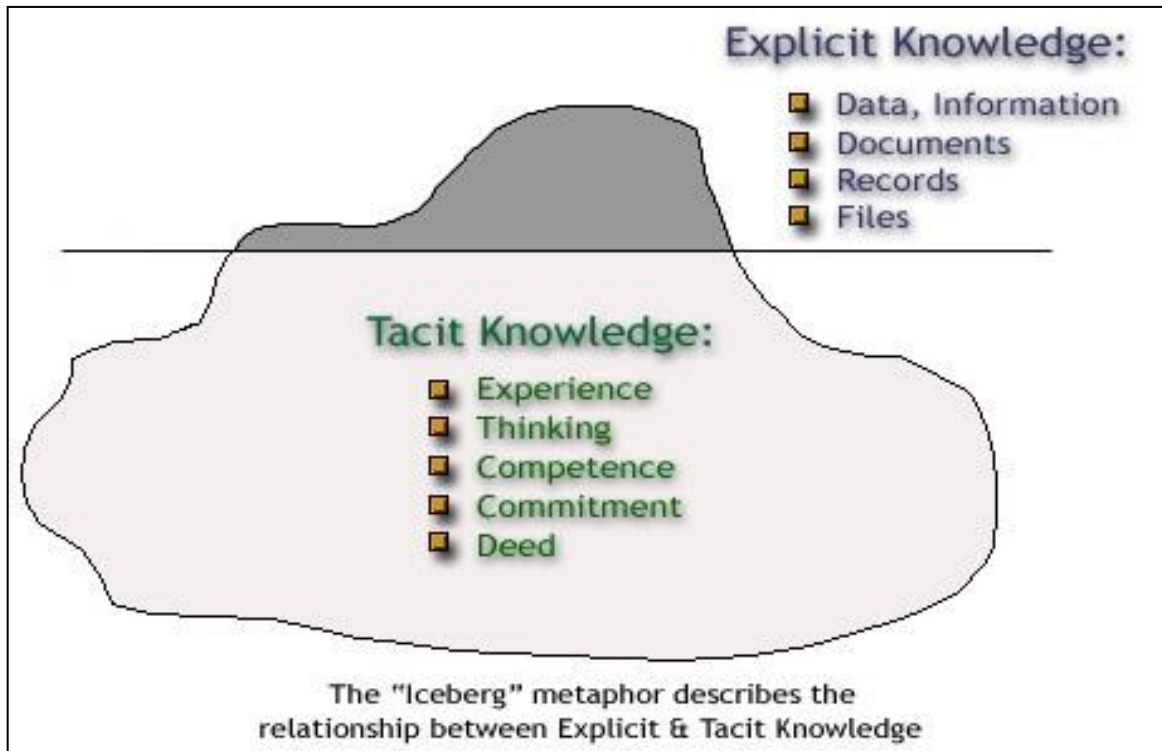 Explicit Knowledge:
Data, Information
Documents
Records
Files
Tacit Knowledge:
Experience
Thinking
Competence
Commitment
Deed
The “Iceberg” metaphor describes the
relationship between Explicit & Tacit Knowledge